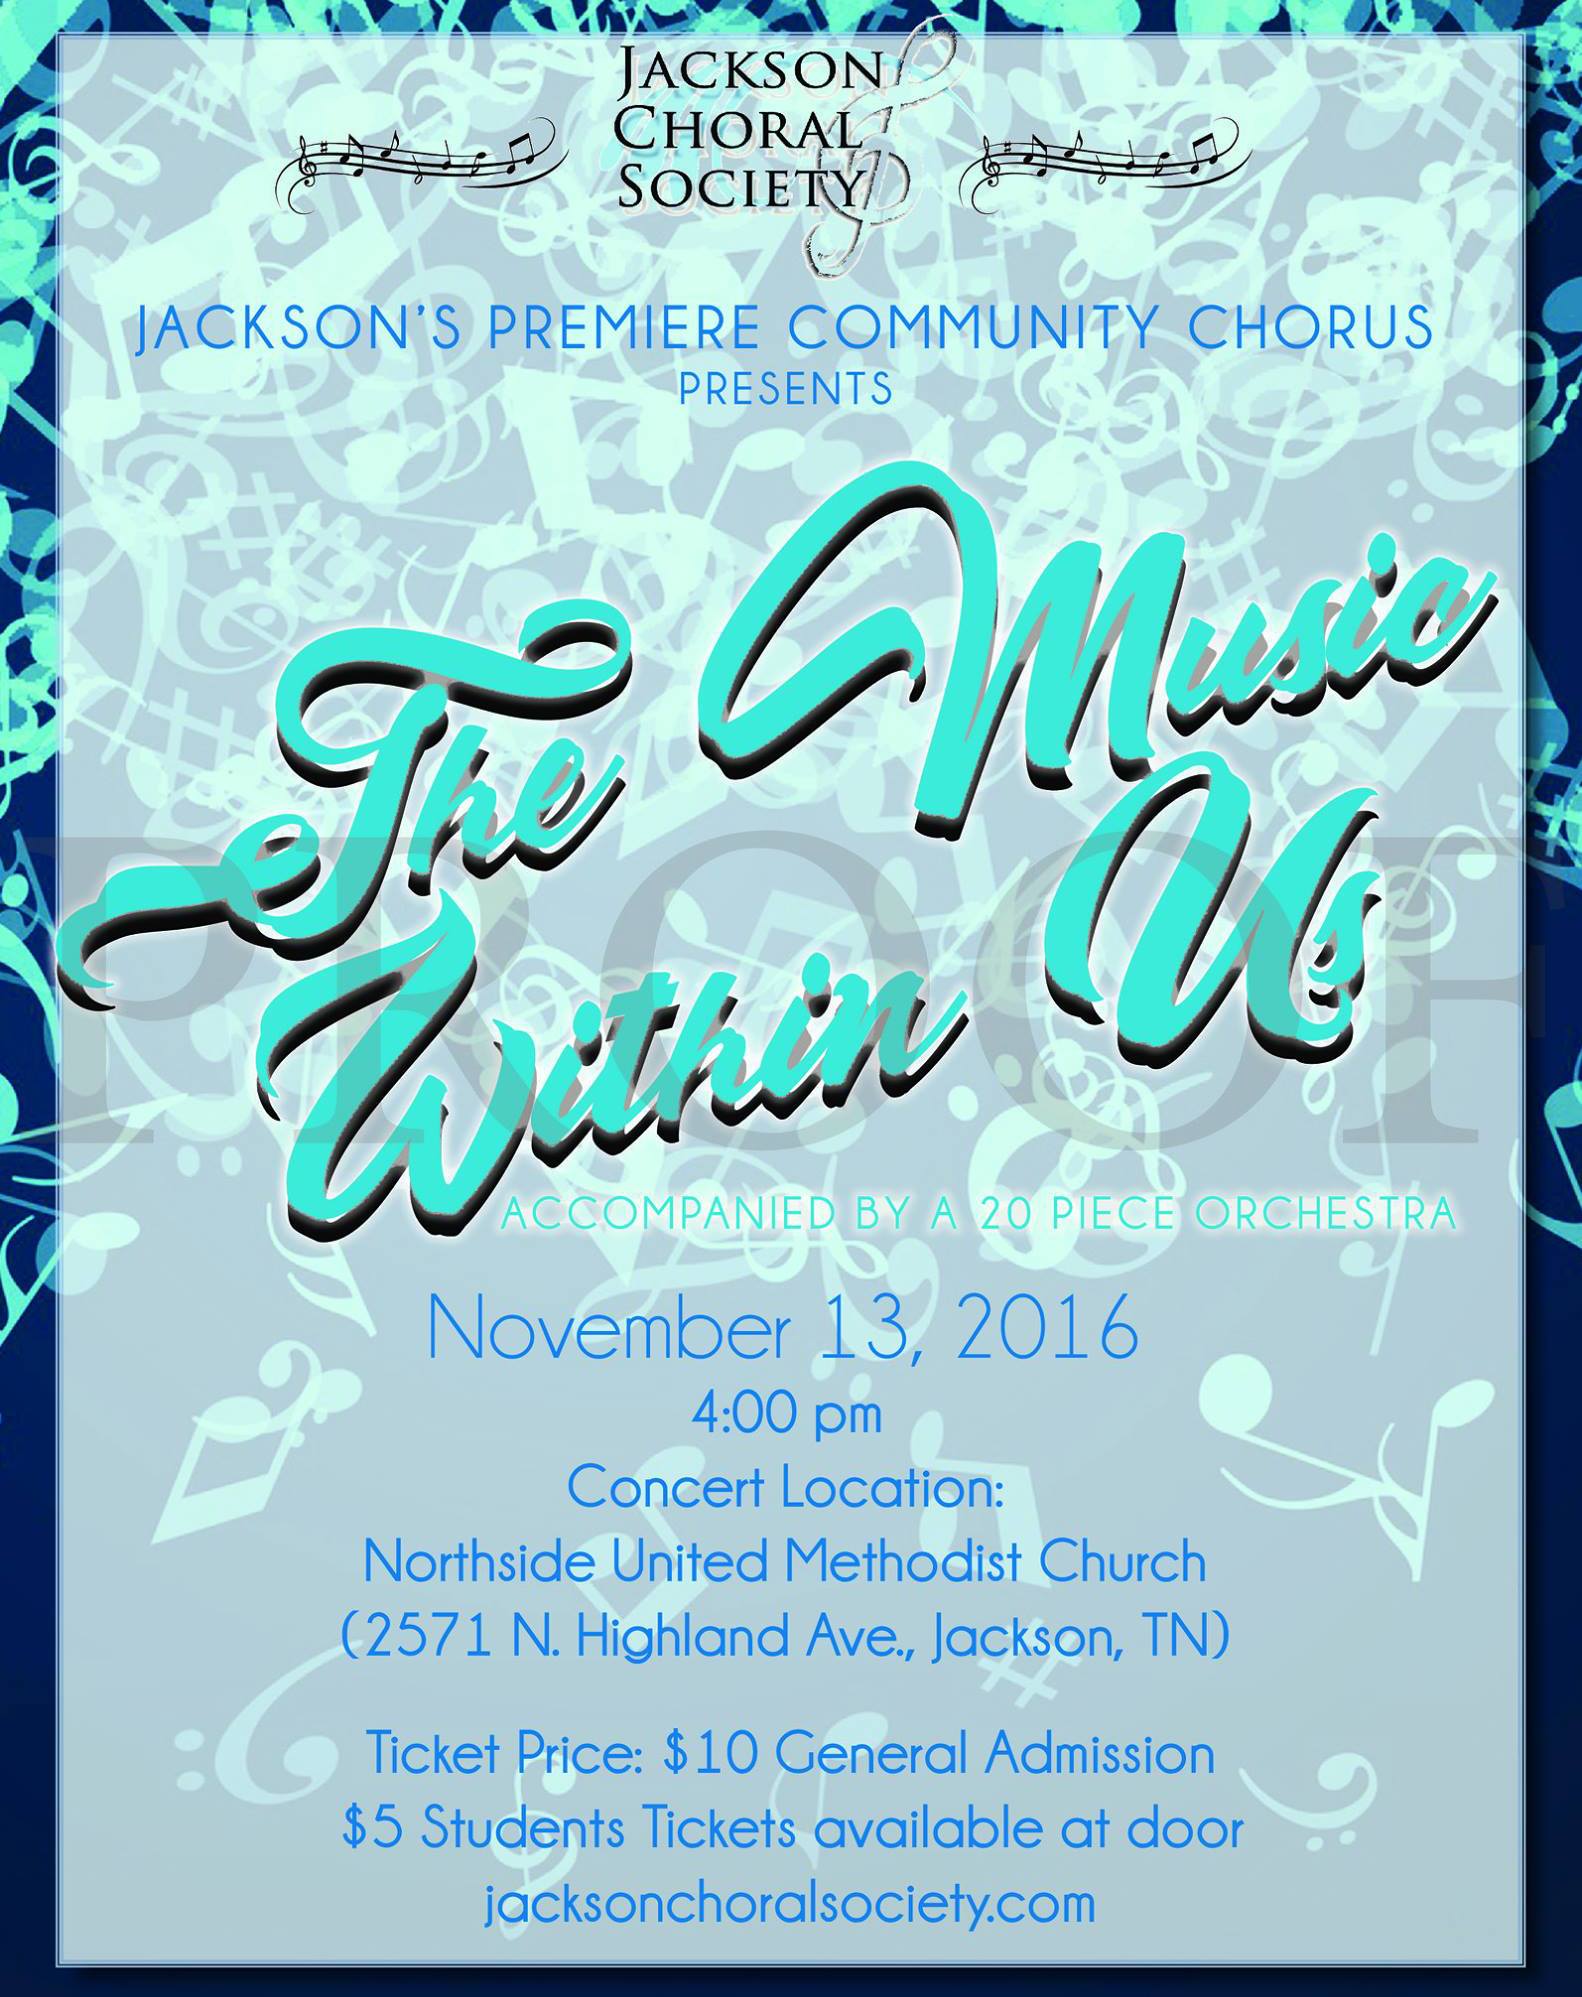 JACKSON
CHORAL
SOCIETY
JACKSON'S PREMIERE COMMUNITY CHORUS
PRESENTS
The Music
Within Us
PROOF
ACCOMPANIED BY A 20 PIECE ORCHESTRA
November 13, 2016
4:00 pm
Concert Location:
Northside United Methodist Church
(2571 N. Highland Ave., Jackson, TN)
Ticket Price: $10 General Admission
$5 Students Tickets available at door
jacksonchoralsociety.com